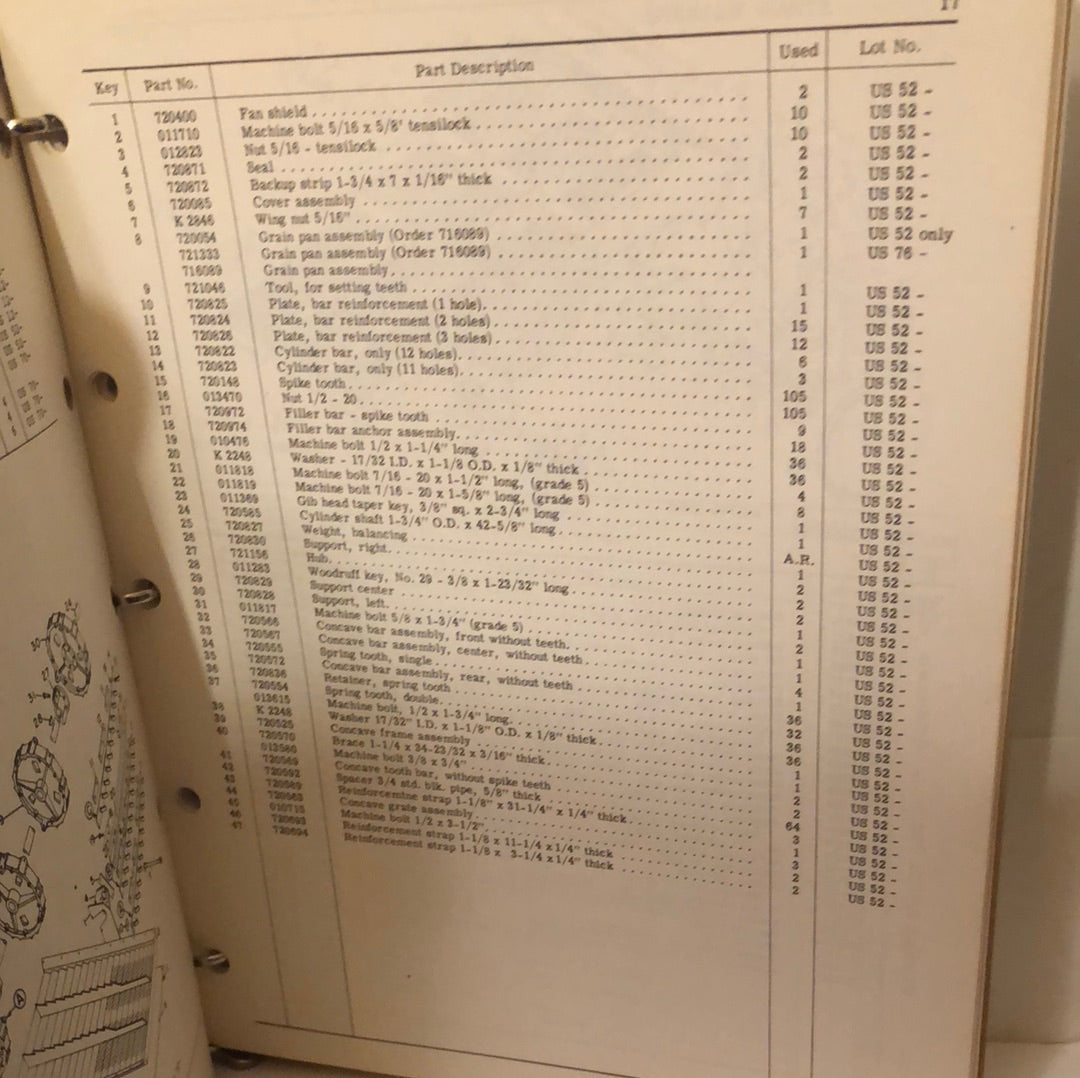 17
Key Part No. Part Description Used Lot No.
1 720400 Fan shield 2 US 52 -
2 011710 Machine bolt 5/16 x 5/8" tensilock 10 US 52 -
3 012823 Nut 5/16 - tensilock 10 US 52 -
4 720871 Seal 2 US 52 -
5 720872 Backup strip 1-3/4 x 7 x 1/16" thick 2 US 52 -
6 720085 Cover assembly 1 US 52 -
7 K 2846 Wing nut 5/16" 7 US 52 -
8 720054 Grain pan assembly (Order 716089) 1 US 52 only
721333 Grain pan assembly (Order 716089) 1 US 76 -
716089 Grain pan assembly
9 721046 Tool, for setting teeth 1 US 52 -
10 720825 Plate, bar reinforcement (1 hole) 1 US 52 -
11 720824 Plate, bar reinforcement (2 holes) 15 US 52 -
12 720826 Plate, bar reinforcement (3 holes) 12 US 52 -
13 720822 Cylinder bar, only (12 holes) 6 US 52 -
14 720823 Cylinder bar, only (11 holes) 3 US 52 -
15 720148 Spike tooth 105 US 52 -
16 013470 Nut 1/2 - 20 105 US 52 -
17 720972 Filler bar - spike tooth 9 US 52 -
18 720974 Filler bar anchor assembly 18 US 52 -
19 010476 Machine bolt 1/2 x 1-1/4" long 36 US 52 -
20 K 2248 Washer - 17/32 I.D. x 1-1/8 O.D. x 1/8" thick 36 US 52 -
21 011818 Machine bolt 7/16 - 20 x 1-1/2" long, (grade 5) 4 US 52 -
22 011819 Machine bolt 7/16 - 20 x 1-5/8" long, (grade 5) 8 US 52 -
23 011369 Gib head taper key, 3/8" sq. x 2-3/4" long 1 US 52 -
24 720585 Cylinder shaft 1-3/4" O.D. x 42-5/8" long 1 US 52 -
25 720827 Weight, balancing A.R. US 52 -
26 720830 Support, right 1 US 52 -
27 721156 Hub 2 US 52 -
28 011283 Woodruff key, No. 29 - 3/8 x 1-23/32" long 2 US 52 -
29 720829 Support center 2 US 52 -
30 720828 Support, left 1 US 52 -
31 011817 Machine bolt 5/8 x 1-3/4" (grade 5) 2 US 52 -
32 720566 Concave bar assembly, front without teeth 1 US 52 -
33 720567 Concave bar assembly, center, without teeth 1 US 52 -
34 720555 Spring tooth, single 4 US 52 -
35 720572 Concave bar assembly, rear, without teeth 1 US 52 -
36 720836 Retainer, spring tooth 36 US 52 -
37 720554 Spring tooth, double 32 US 52 -
013615 Machine bolt, 1/2 x 1-3/4" long 36 US 52 -
38 K 2248 Washer 17/32" I.D. x 1-1/8" O.D. x 1/8" thick 36 US 52 -
39 720525 Concave frame assembly 1 US 52 -
40 720570 Brace 1-1/4 x 34-23/32 x 3/16" thick 1 US 52 -
013580 Machine bolt 3/8 x 3/4" 2 US 52 -
41 720569 Concave tooth bar, without spike teeth 2 US 52 -
42 720592 Spacer 3/4 std. blk. pipe, 5/8" thick 64 US 52 -
43 720589 Reinforcemine strap 1-1/8" x 31-1/4" x 1/4" thick 3 US 52 -
44 720563 Concave grate assembly 1 US 52 -
45 010715 Machine bolt 1/2 x 3-1/2" 3 US 52 -
46 720693 Reinforcement strap 1-1/8 x 11-1/4 x 1/4" thick 2 US 52 -
47 720694 Reinforcement strap 1-1/8 x 3-1/4 x 1/4" thick 2 US 52 -
A